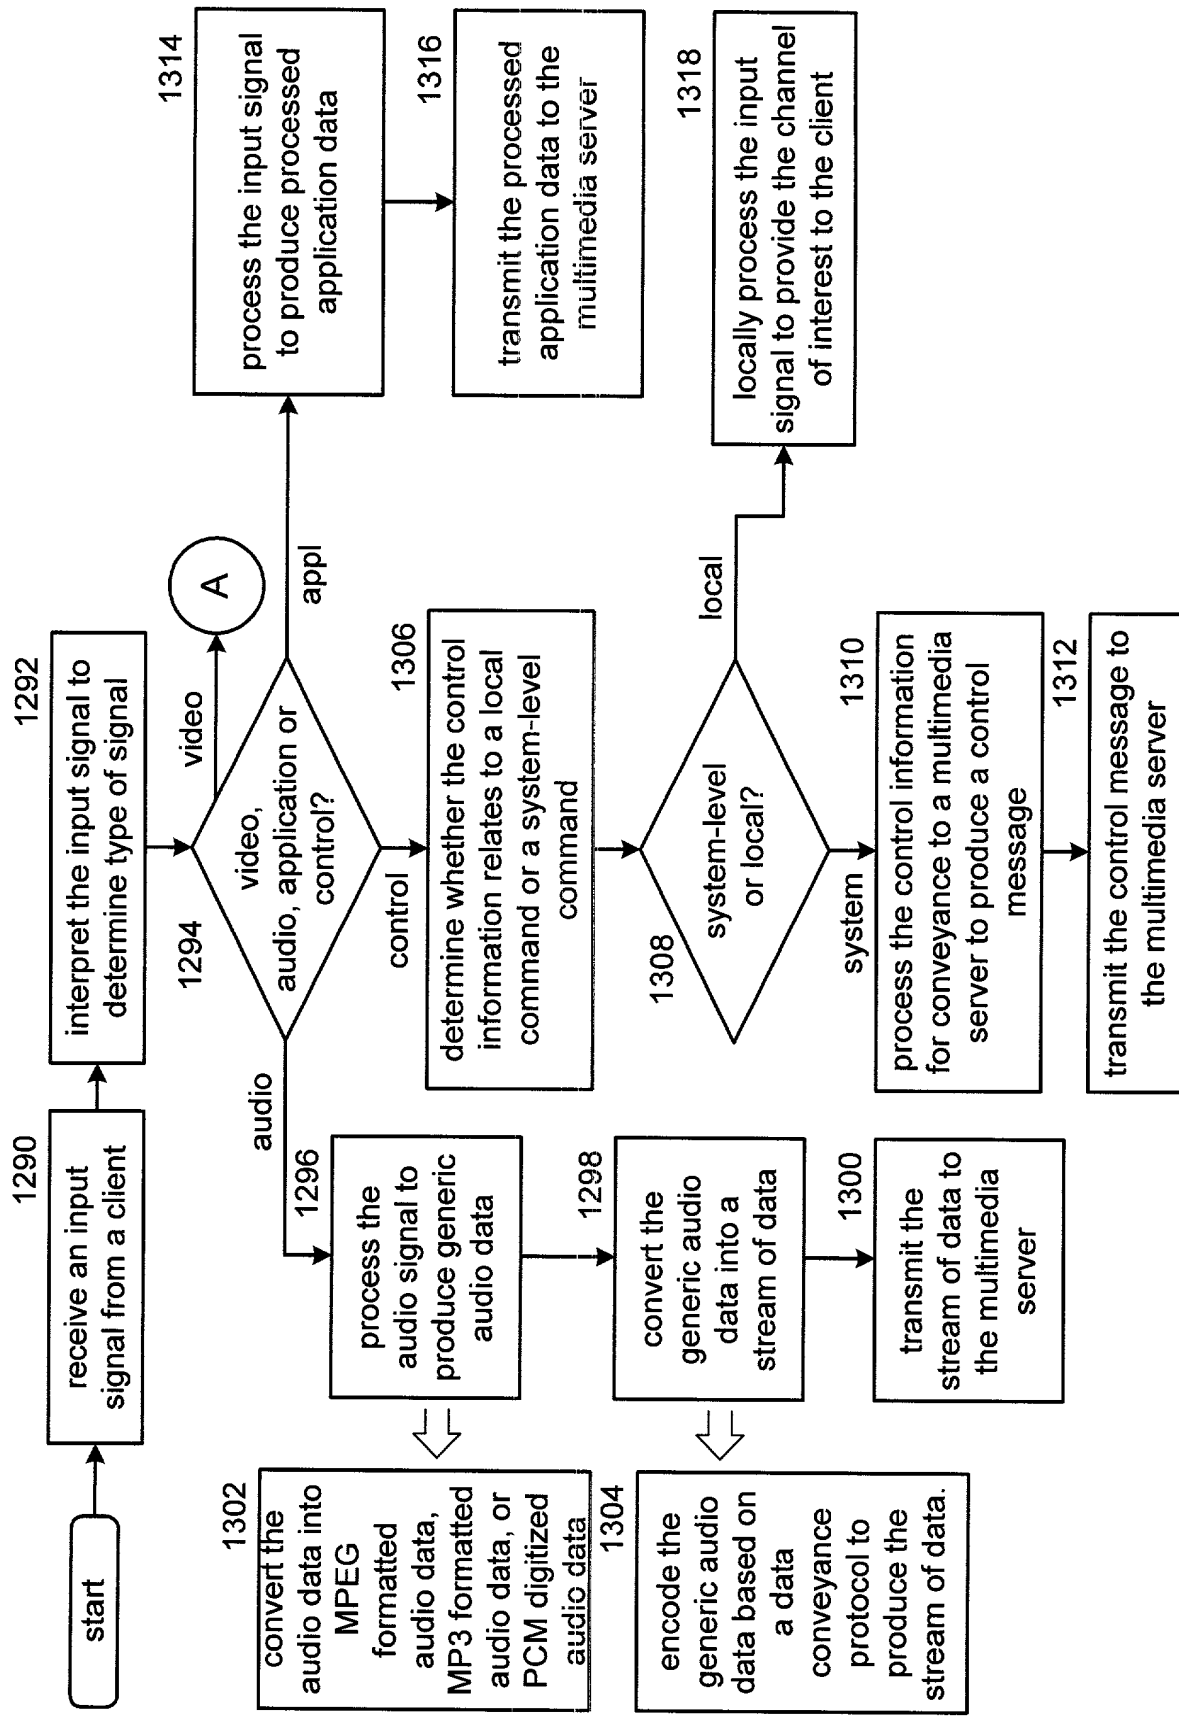 start
1290
receive an input
signal from a client
1292
interpret the input signal to
determine type of signal
1294
video,
audio, application or
control?
video
A
appl
audio
control
1296
process the
audio signal to
produce generic
audio data
1298
convert the
generic audio
data into a
stream of data
1300
transmit the
stream of data to
the multimedia
server
1302
convert the
audio data into
MPEG
formatted
audio data,
MP3 formatted
audio data, or
PCM digitized
audio data
1304
encode the
generic audio
data based on
a data
conveyance
protocol to
produce the
stream of data.
1306
determine whether the control
information relates to a local
command or a system-level
command
1308
system-level
or local?
system
local
1310
process the control information
for conveyance to a multimedia
server to produce a control
message
1312
transmit the control message to
the multimedia server
1314
process the input signal
to produce processed
application data
1316
transmit the processed
application data to the
multimedia server
1318
locally process the input
signal to provide the channel
of interest to the client